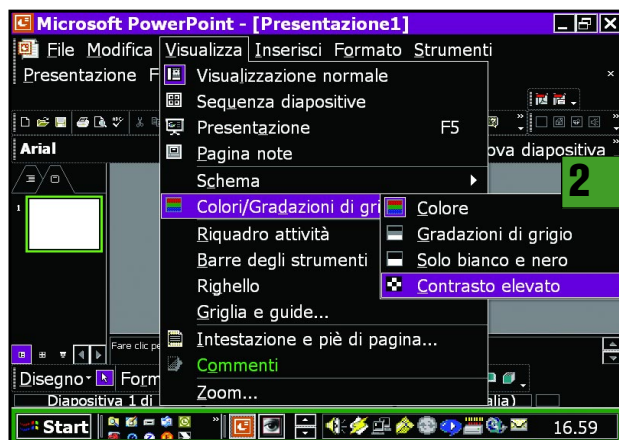 Microsoft PowerPoint - [Presentazione1]
File Modifica Visualizza Inserisci Formato Strumenti
Presentazione F
Visualizzazione normale
Sequenza diapositive
Presentazione F5
Pagina note
Schema
Colori/Gradazioni di gri
Riquadro attività
Barre degli strumenti
Righello
Griglia e guide...
Intestazione e piè di pagina...
Commenti
Zoom...
Colore
Gradazioni di grigio
Solo bianco e nero
Contrasto elevato
Arial
ova diapositiva
2
1
Fare clic pe
Disegno
Form
Diapositiva 1 di
alia)
Start
16.59